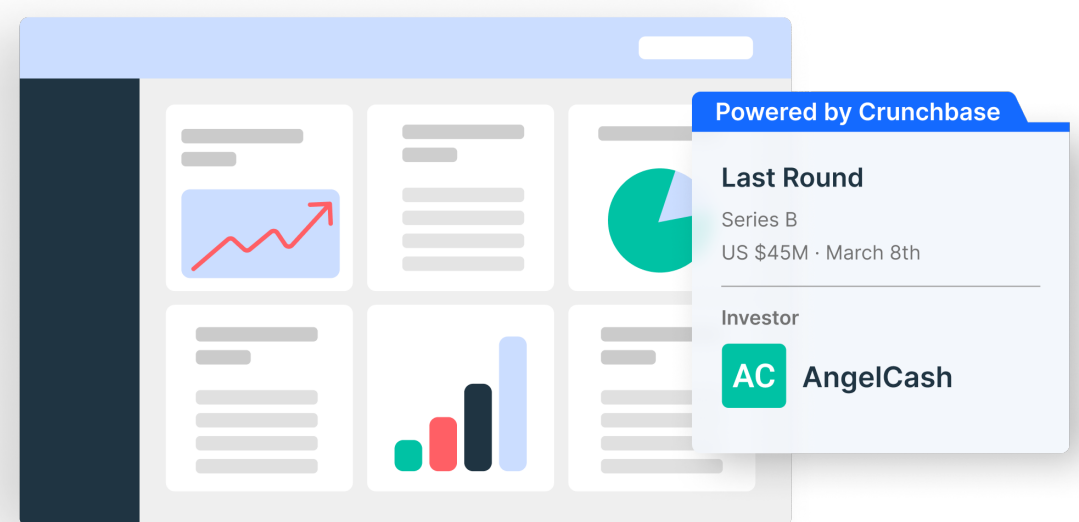 Powered by Crunchbase
Last Round
Series B
US $45M · March 8th
Investor
AC AngelCash